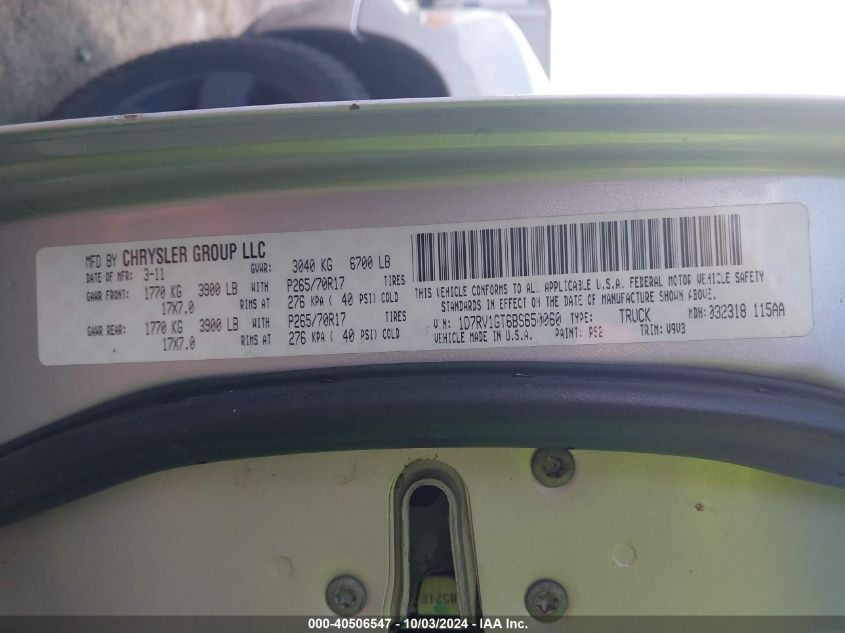 MFD BY CHRYSLER GROUP LLC
DATE OF MFR: 3-11 GVWR: 3040 KG 6700 LB
GAWR FRONT: 1770 KG 3900 LB WITH P265/70R17 TIRES
17X7.0 RIMS AT 276 KPA ( 40 PSI) COLD
GAWR REAR: 1770 KG 3900 LB WITH P265/70R17 TIRES
17X7.0 RIMS AT 276 KPA ( 40 PSI) COLD
THIS VEHICLE CONFORMS TO ALL APPLICABLE U.S.A. FEDERAL MOTOR VEHICLE SAFETY
STANDARDS IN EFFECT ON THE DATE OF MANUFACTURE SHOWN ABOVE.
VIN: 1D7RV1GT6BS650060 TYPE: TRUCK MDH: 032318 115AA
VEHICLE MADE IN U.S.A. PAINT: PS2 TRIM: V9V3
000-40506547 - 10/03/2024 - IAA Inc.